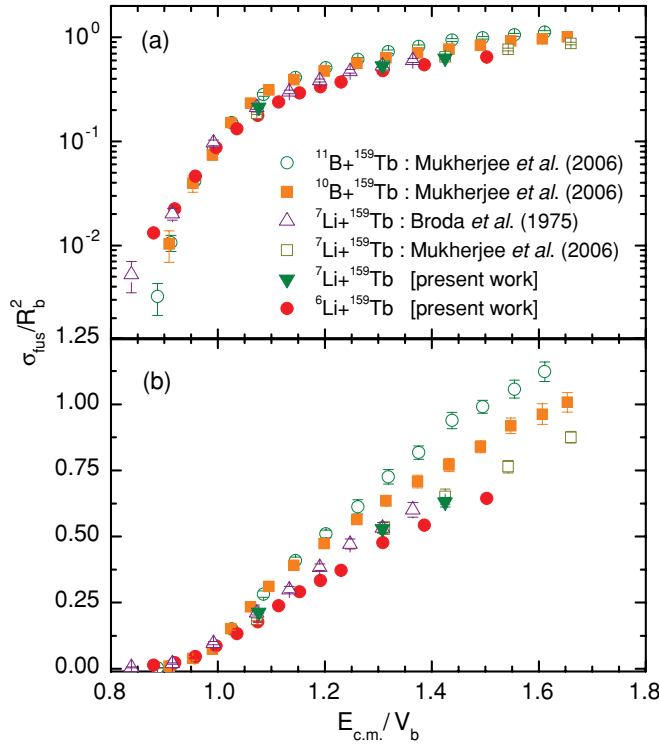 (a)
10⁰
10⁻¹
10⁻²
¹¹B+¹⁵⁹Tb : Mukherjee et al. (2006)
¹⁰B+¹⁵⁹Tb : Mukherjee et al. (2006)
⁷Li+¹⁵⁹Tb : Broda et al. (1975)
⁷Li+¹⁵⁹Tb : Mukherjee et al. (2006)
⁷Li+¹⁵⁹Tb [present work]
⁶Li+¹⁵⁹Tb [present work]
σfus/R²b
(b)
1.25
1.00
0.75
0.50
0.25
0.00
0.8 1.0 1.2 1.4 1.6 1.8
Ec.m./Vb